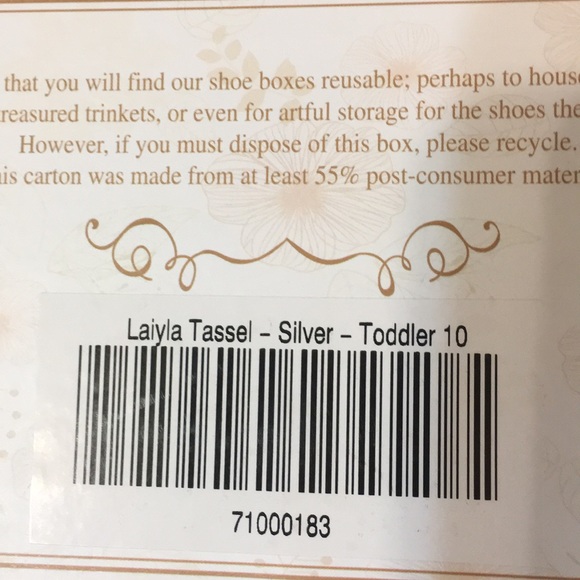 that you will find our shoe boxes reusable; perhaps to house
reasured trinkets, or even for artful storage for the shoes the
However, if you must dispose of this box, please recycle.
is carton was made from at least 55% post-consumer mater
Laiyla Tassel – Silver – Toddler 10
71000183